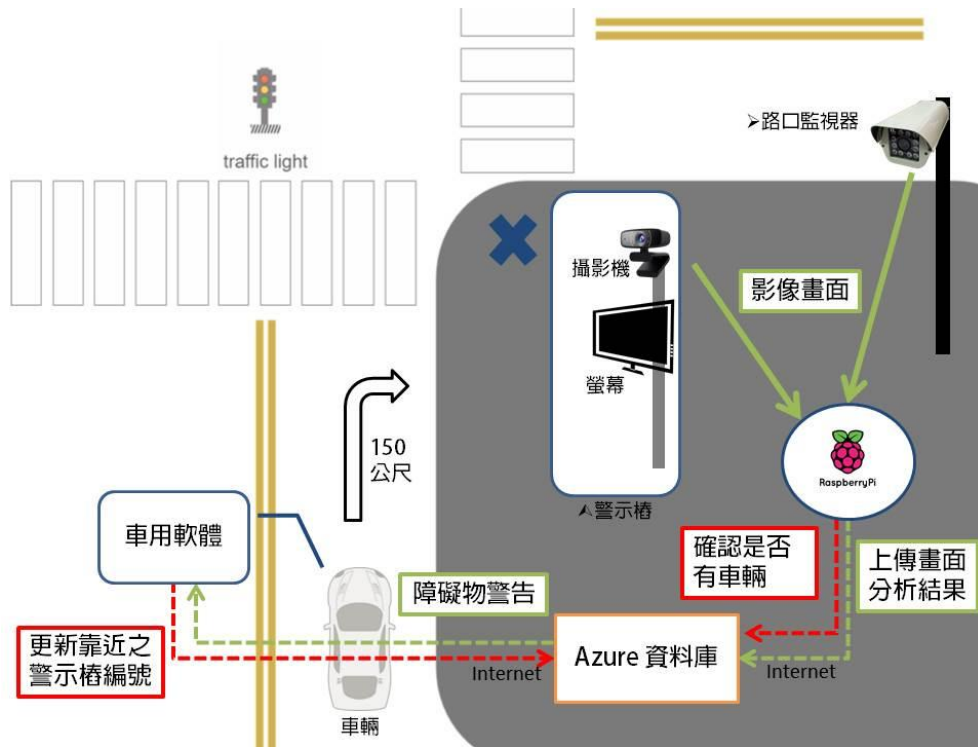 traffic light
➢路口監視器
攝影機
影像畫面
螢幕
RaspberryPi
150
公尺
⮝警示樁
車用軟體
確認是否
有車輛
上傳畫面
分析結果
障礙物警告
更新靠近之
警示樁編號
Azure 資料庫
Internet
Internet
車輛